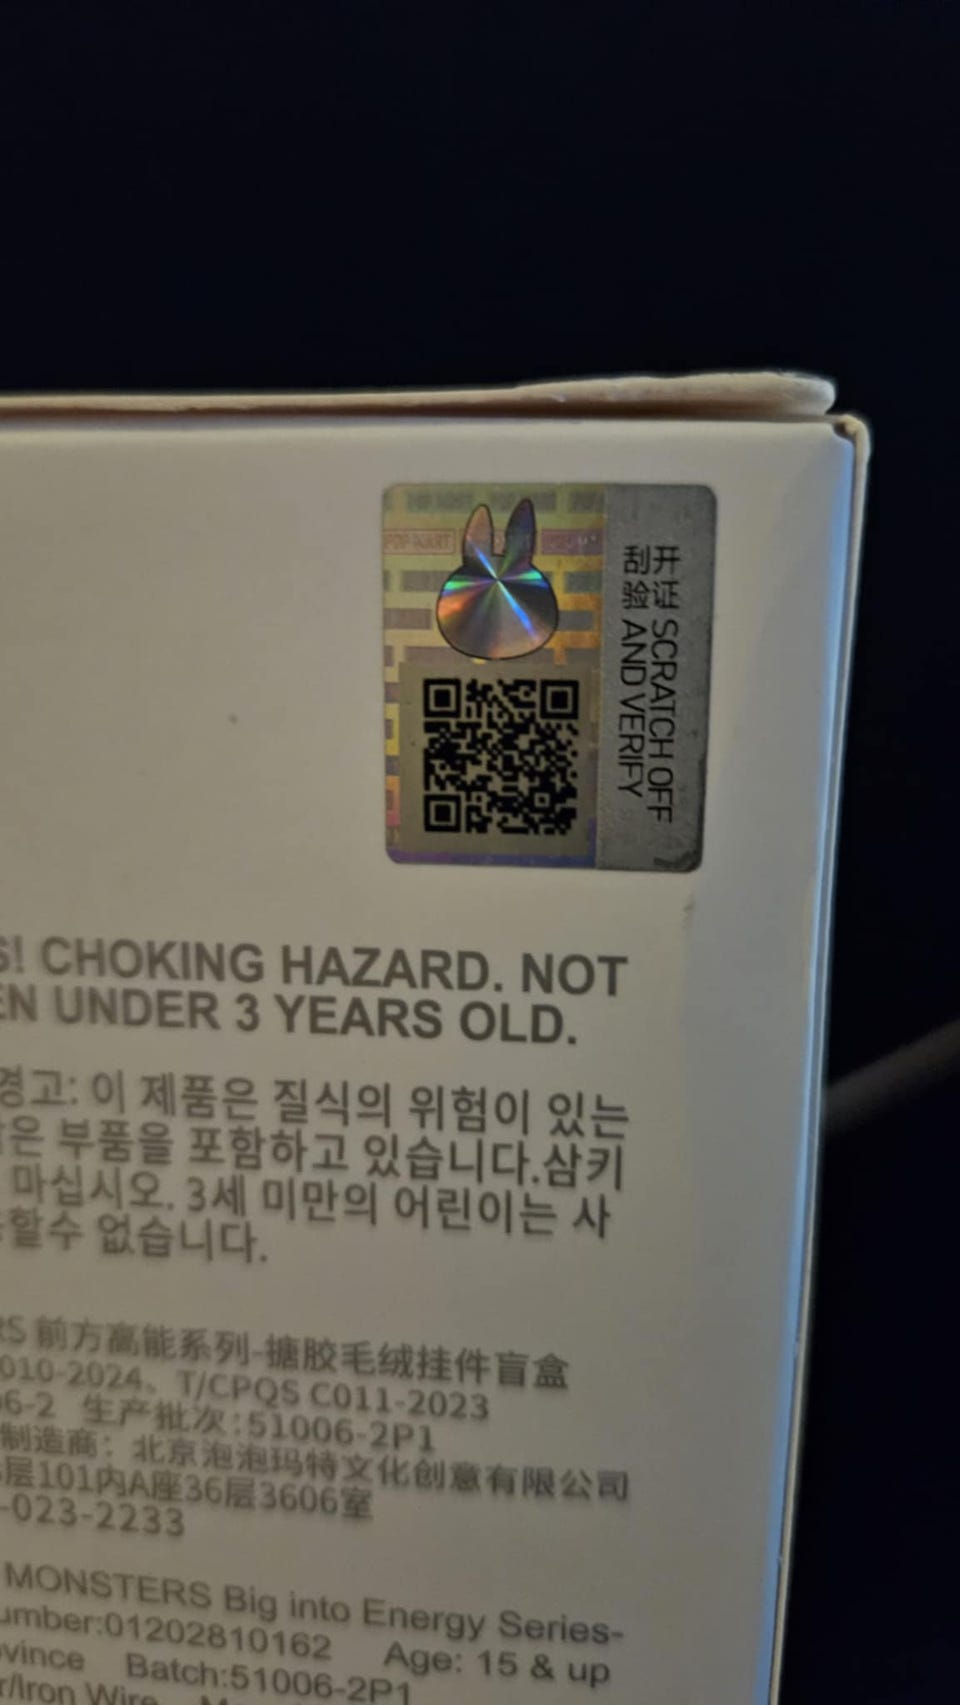 开 SCRATCH OFF
AND VERIFY
S! CHOKING HAZARD. NOT
EN UNDER 3 YEARS OLD.
경고: 이 제품은 질식의 위험이 있는
은 부품을 포함하고 있습니다.삼키
마십시오. 3세 미만의 어린이는 사
할수 없습니다.
RS 前方高能系列-搪胶毛绒挂件盲盒
010-2024、T/CPQS C011-2023
6-2 生产批次:51006-2P1
制造商：北京泡泡玛特文化创意有限公司
层101内A座36层3606室
-023-2233
MONSTERS Big into Energy Series-
umber:01202810162 Age: 15 & up
ovince Batch:51006-2P1
r/Iron Wire